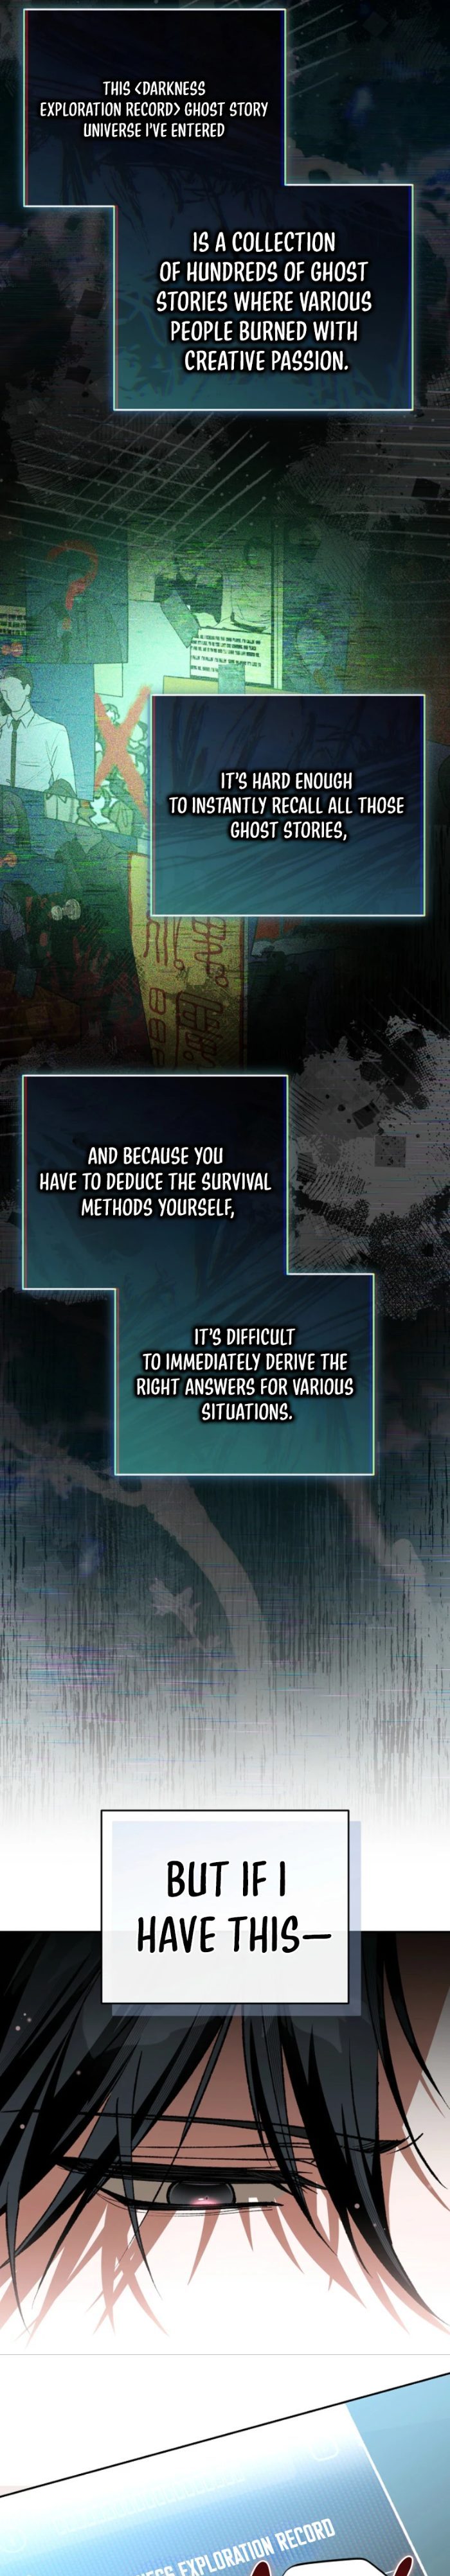 THIS <DARKNESS
EXPLORATION RECORD> GHOST STORY
UNIVERSE I'VE ENTERED
IS A COLLECTION
OF HUNDREDS OF GHOST
STORIES WHERE VARIOUS
PEOPLE BURNED WITH
CREATIVE PASSION.
IT'S HARD ENOUGH
TO INSTANTLY RECALL ALL THOSE
GHOST STORIES,
AND BECAUSE YOU
HAVE TO DEDUCE THE SURVIVAL
METHODS YOURSELF,
IT'S DIFFICULT
TO IMMEDIATELY DERIVE THE
RIGHT ANSWERS FOR VARIOUS
SITUATIONS.
BUT IF I
HAVE THIS—
EXPLORATION RECORD